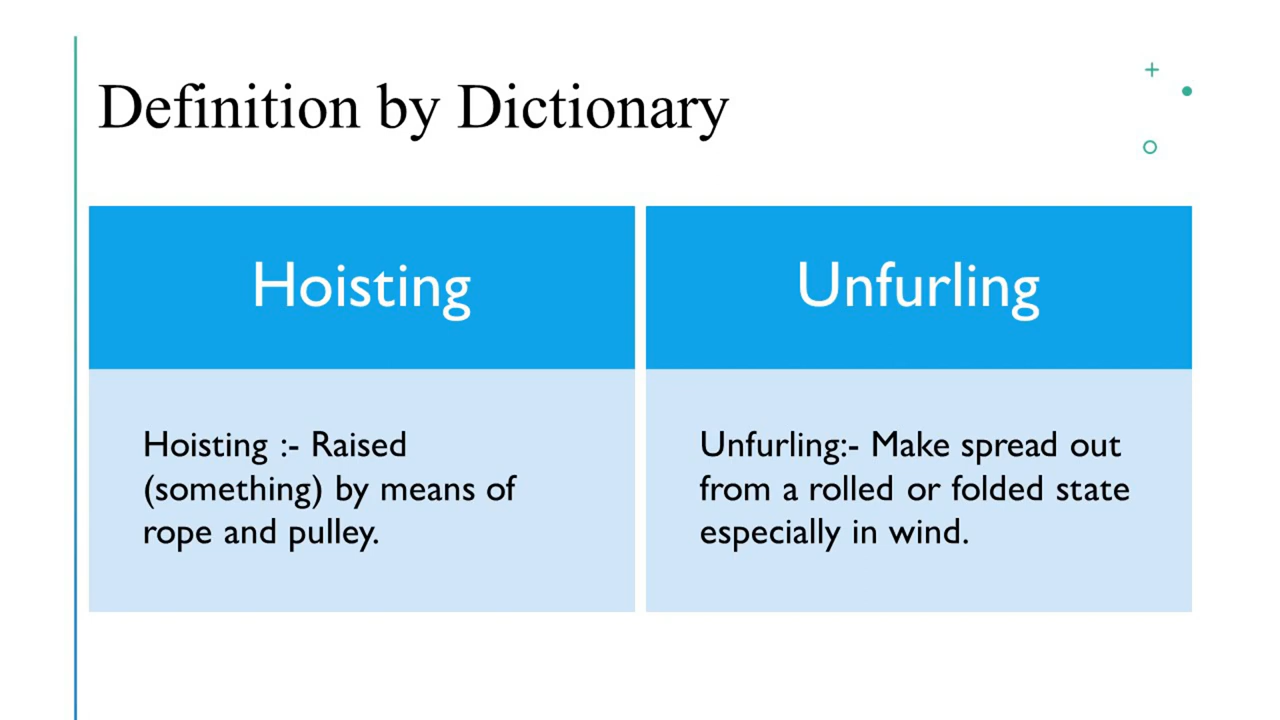 Definition by Dictionary
Hoisting
Unfurling
Hoisting :- Raised
(something) by means of
rope and pulley.
Unfurling:- Make spread out
from a rolled or folded state
especially in wind.